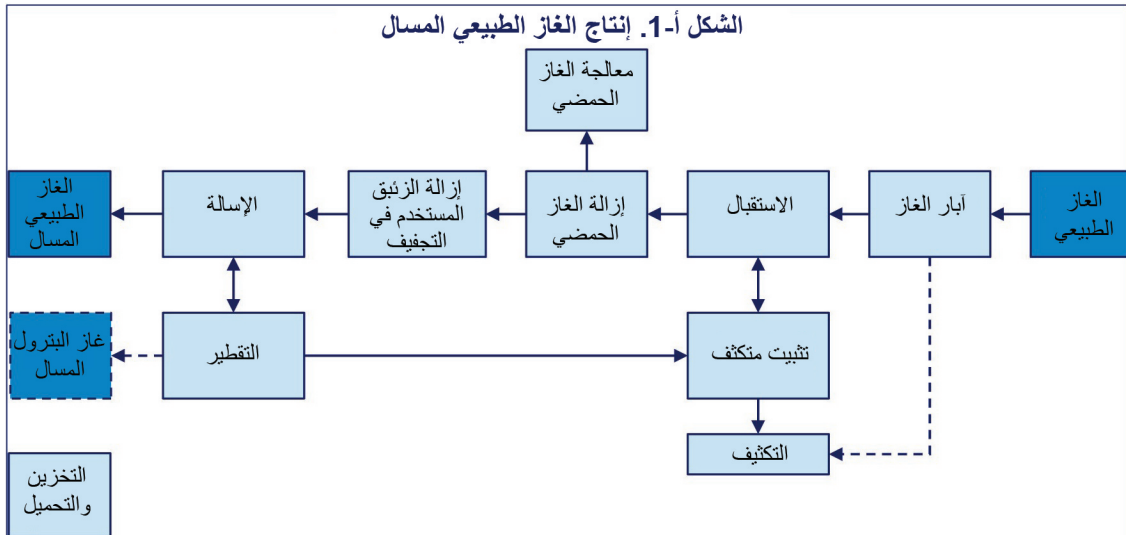 الشكل أ-1. إنتاج الغاز الطبيعي المسال
معالجة الغاز
الحمضي
الغاز
الطبيعي
آبار الغاز
الاستقبال
إزالة الغاز
الحمضي
إزالة الزئبق
المستخدم في
التجفيف
الإسالة
الغاز
الطبيعي
المسال
تثبيت متكثف
التقطير
غاز البترول
المسال
التكثيف
التخزين
والتحميل